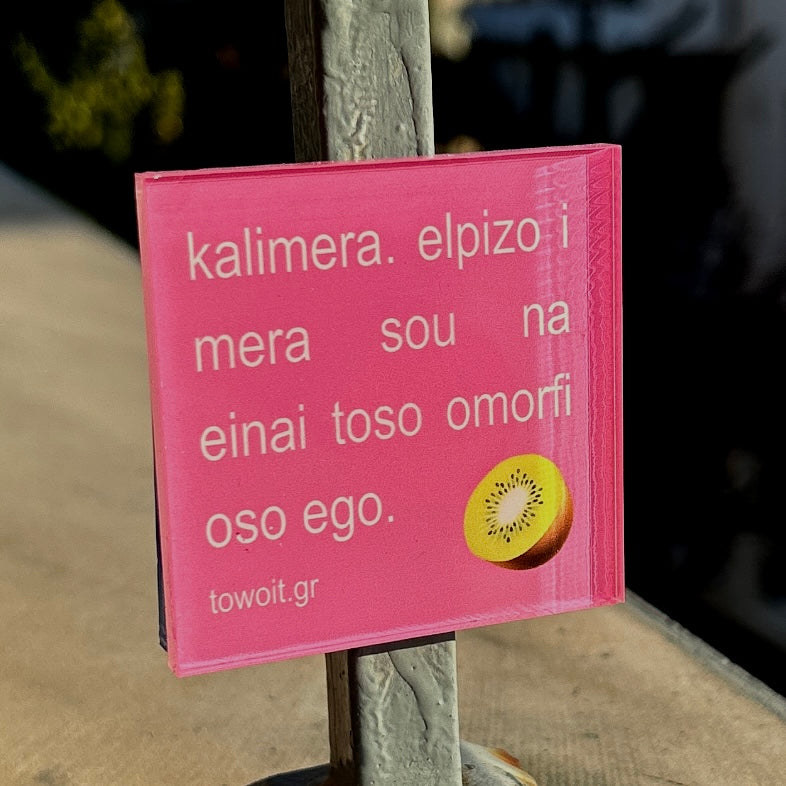 kalimera. elpizo i
mera sou na
einai toso omorfi
oso ego.
towoit.gr